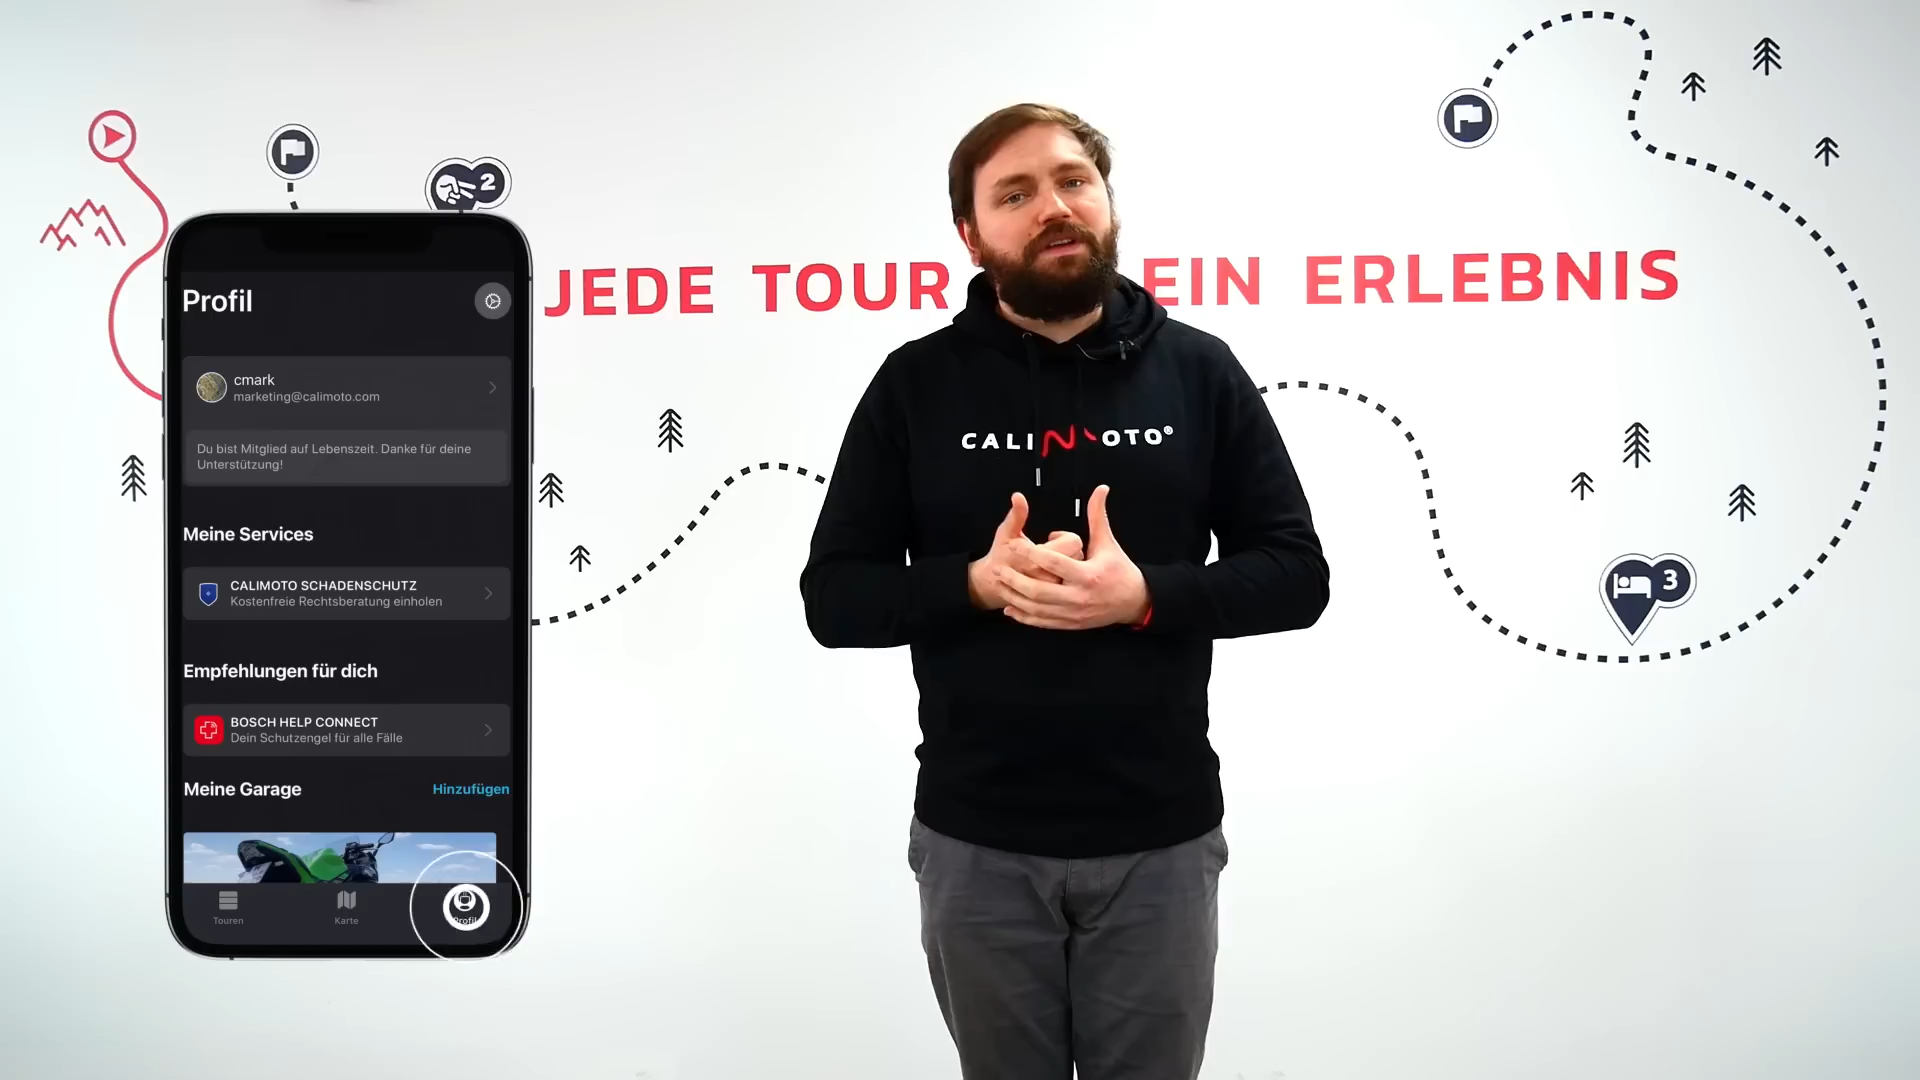 2
JEDE TOUR EIN ERLEBNIS
CALIMOTO®
3
Profil
cmark
marketing@calimoto.com
Du bist Mitglied auf Lebenszeit. Danke für deine
Unterstützung!
Meine Services
CALIMOTO SCHADENSCHUTZ
Kostenfreie Rechtsberatung einholen
Empfehlungen für dich
BOSCH HELP CONNECT
Dein Schutzengel für alle Fälle
Meine Garage Hinzufügen
Touren Karte Profil